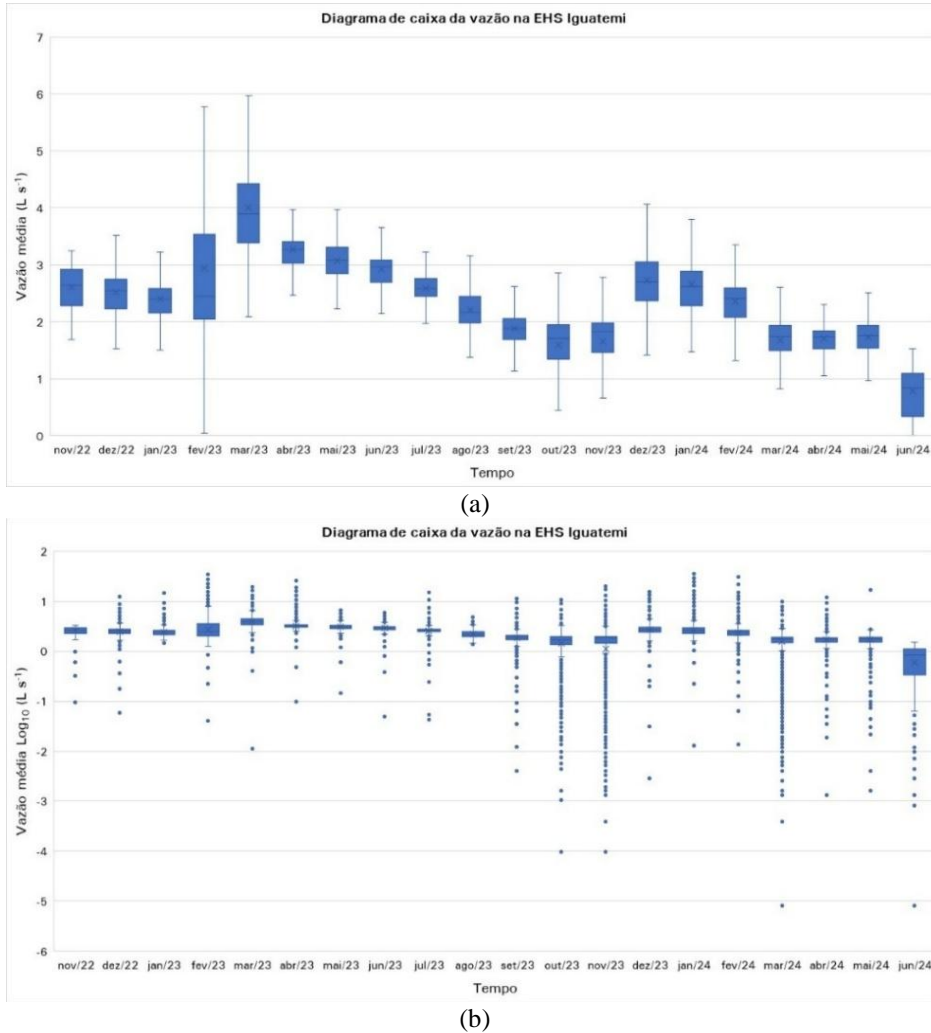 Diagrama de caixa da vazão na EHS Iguatemi
7
6
5
4
3
2
1
0
Vazão média (L s⁻¹)
nov/22 dez/22 jan/23 fev/23 mar/23 abr/23 mai/23 jun/23 jul/23 ago/23 set/23 out/23 nov/23 dez/23 jan/24 fev/24 mar/24 abr/24 mai/24 jun/24
Tempo
(a)
Diagrama de caixa da vazão na EHS Iguatemi
2
1
0
-1
-2
-3
-4
-5
-6
Vazão média Log₁₀ (L s⁻¹)
nov/22 dez/22 jan/23 fev/23 mar/23 abr/23 mai/23 jun/23 jul/23 ago/23 set/23 out/23 nov/23 dez/23 jan/24 fev/24 mar/24 abr/24 mai/24 jun/24
Tempo
(b)